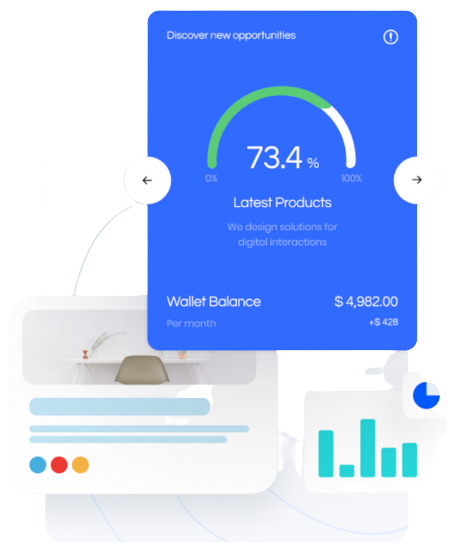 Discover new opportunities
73.4 %
0% 100%
Latest Products
We design solutions for
digital interactions
Wallet Balance $ 4,982.00
Per month +$ 428